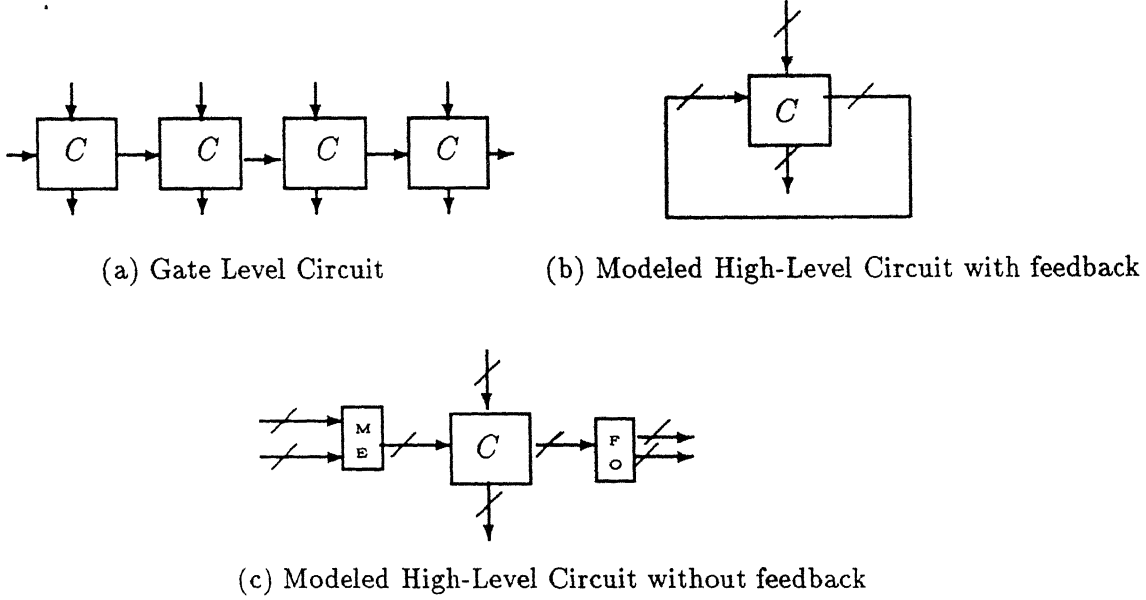 C C C C
C
(a) Gate Level Circuit
(b) Modeled High-Level Circuit with feedback
M
E
C
F
O
(c) Modeled High-Level Circuit without feedback